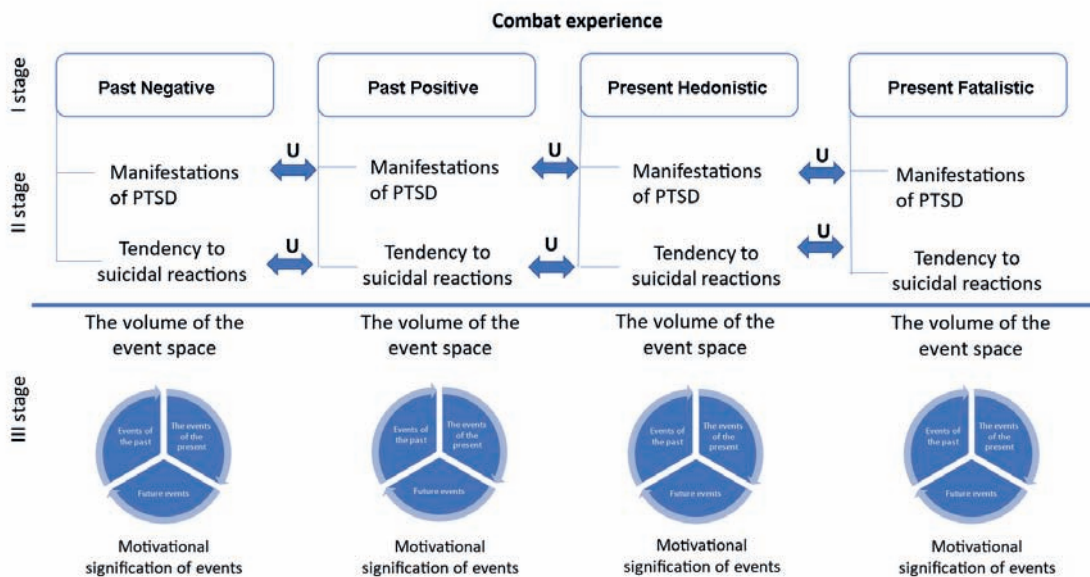 Combat experience
I stage
Past Negative
Past Positive
Present Hedonistic
Present Fatalistic
II stage
Manifestations
of PTSD
U
Manifestations
of PTSD
U
Manifestations
of PTSD
U
Manifestations
of PTSD
Tendency to
suicidal reactions
U
Tendency to
suicidal reactions
U
Tendency to
suicidal reactions
U
Tendency to
suicidal reactions
III stage
The volume of the
event space
The volume of the
event space
The volume of the
event space
The volume of the
event space
Events of
the past
The events
of the
present
Future events
Events of
the past
The events
of the
present
Future events
Events of
the past
The events
of the
present
Future events
Events of
the past
The events
of the
present
Future events
Motivational
signification of events
Motivational
signification of events
Motivational
signification of events
Motivational
signification of events